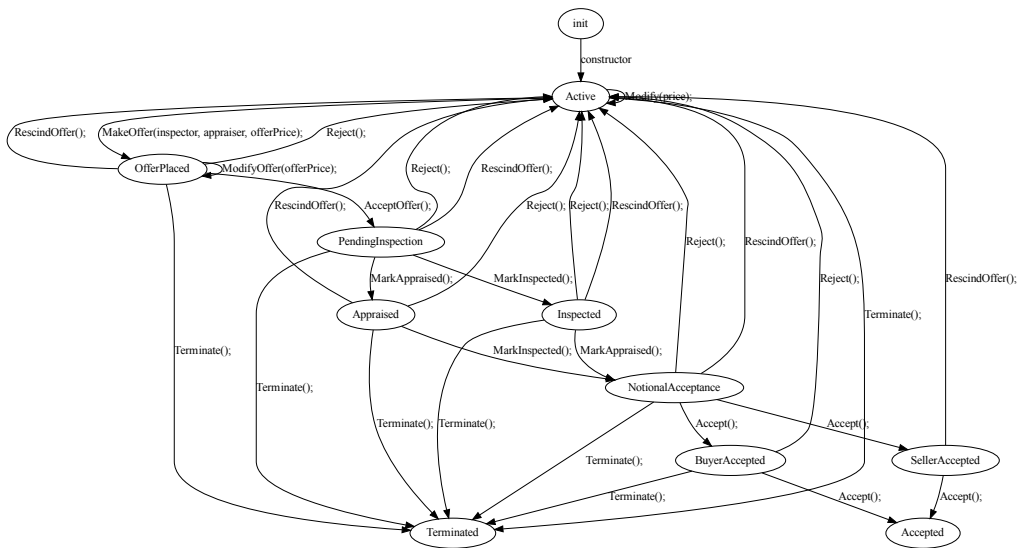 init
constructor
Active
Modify(price);
RescindOffer();
MakeOffer(inspector, appraiser, offerPrice);
Reject();
OfferPlaced
ModifyOffer(offerPrice);
Reject();
RescindOffer();
RescindOffer();
AcceptOffer();
Reject();
Reject();
RescindOffer();
PendingInspection
Reject();
RescindOffer();
MarkAppraised();
MarkInspected();
Reject();
RescindOffer();
Terminate();
Appraised
Inspected
Terminate();
MarkInspected();
MarkAppraised();
Terminate();
NotionalAcceptance
Terminate();
Terminate();
Accept();
Accept();
Terminate();
BuyerAccepted
SellerAccepted
Terminate();
Accept();
Accept();
Terminated
Accepted